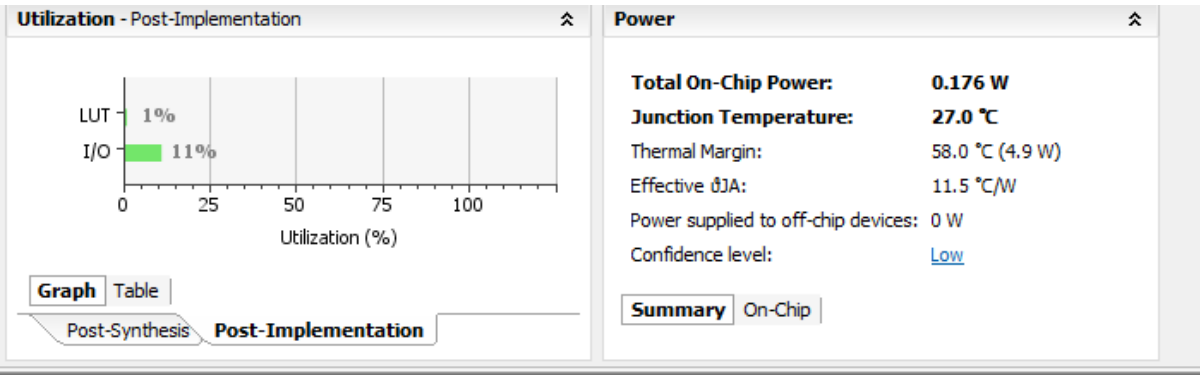 Utilization - Post-Implementation
LUT 1%
I/O 11%
0 25 50 75 100
Utilization (%)
Graph Table
Post-Synthesis Post-Implementation
Power
Total On-Chip Power: 0.176 W
Junction Temperature: 27.0 °C
Thermal Margin: 58.0 °C (4.9 W)
Effective ϑJA: 11.5 °C/W
Power supplied to off-chip devices: 0 W
Confidence level: Low
Summary On-Chip